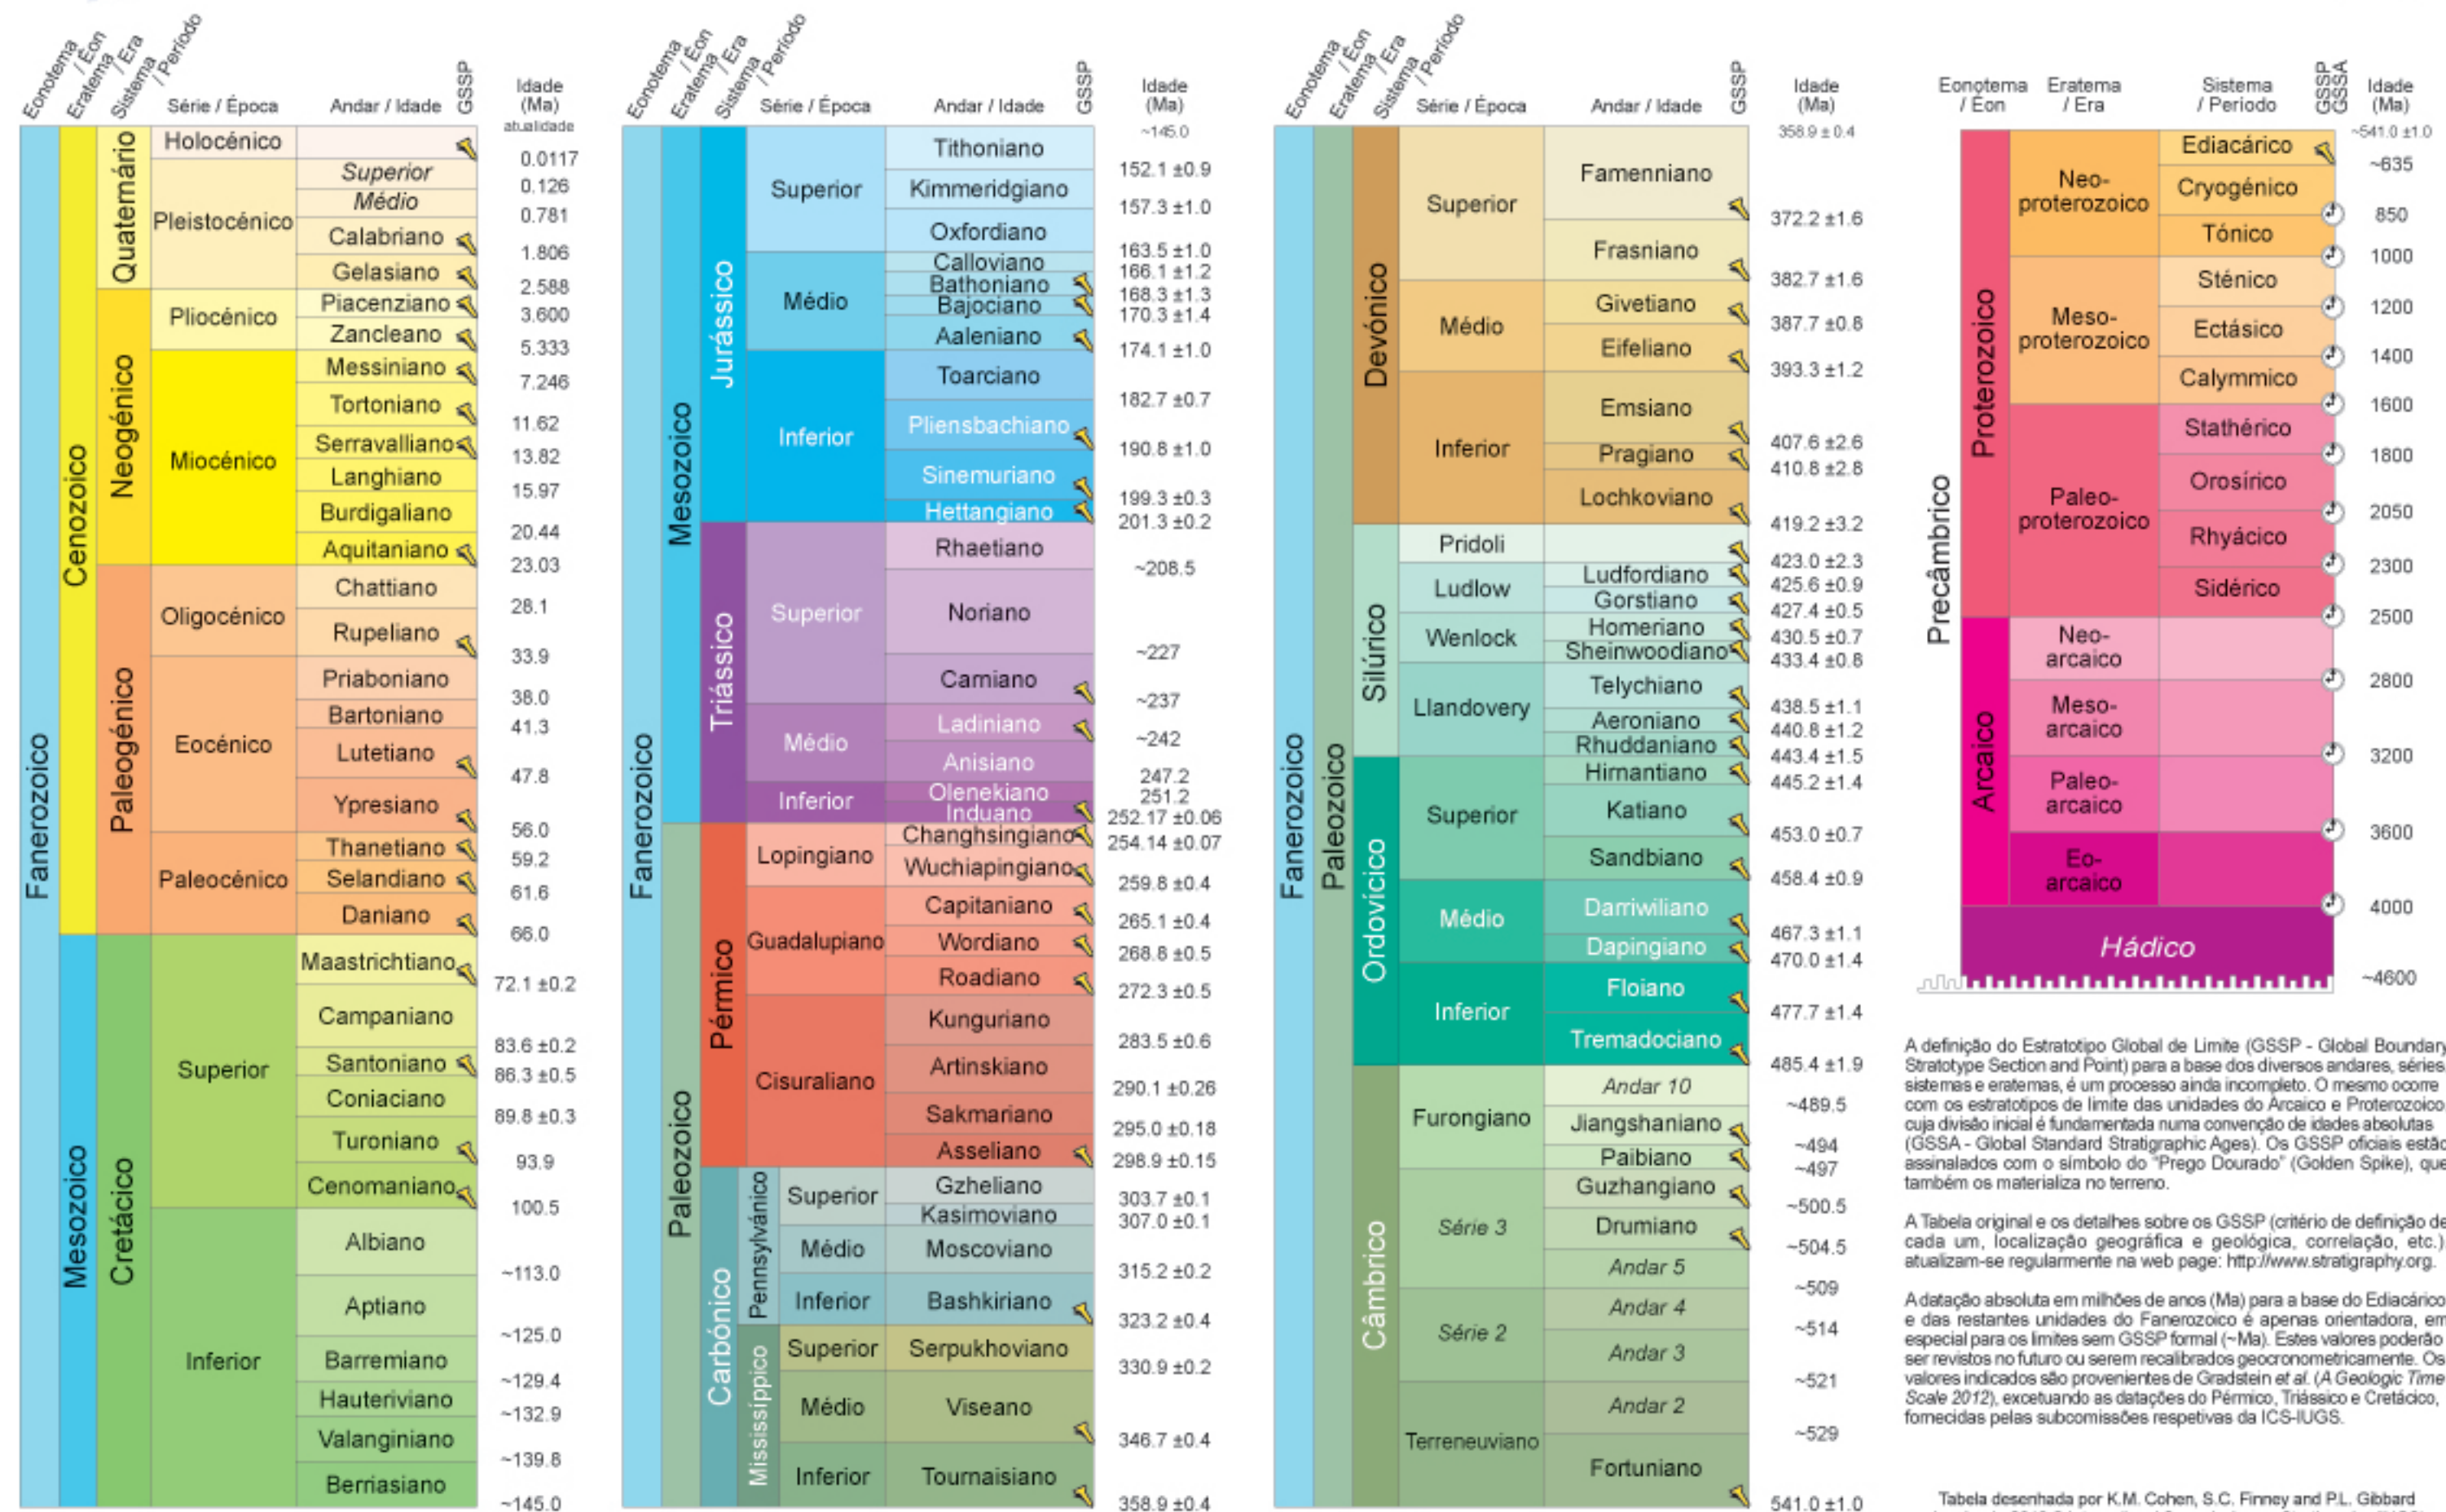 Eonotema / Éon
Eratema / Era
Sistema / Período
Série / Época
Andar / Idade
GSSP
Idade (Ma)
atualidade
Fanerozoico
Cenozoico
Quaternário
Holocénico
0.0117
Pleistocénico
Superior
0.126
Médio
0.781
Calabriano
1.806
Gelasiano
2.588
Neogénico
Pliocénico
Piacenziano
3.600
Zancleano
5.333
Miocénico
Messiniano
7.246
Tortoniano
11.62
Serravalliano
13.82
Langhiano
15.97
Burdigaliano
20.44
Aquitaniano
23.03
Paleogénico
Oligocénico
Chattiano
28.1
Rupeliano
33.9
Eocénico
Priaboniano
38.0
Bartoniano
41.3
Lutetiano
47.8
Ypresiano
56.0
Paleocénico
Thanetiano
59.2
Selandiano
61.6
Daniano
66.0
Mesozoico
Cretácico
Superior
Maastrichtiano
72.1 ±0.2
Campaniano
83.6 ±0.2
Santoniano
86.3 ±0.5
Coniaciano
89.8 ±0.3
Turoniano
93.9
Cenomaniano
100.5
Inferior
Albiano
~113.0
Aptiano
~125.0
Barremiano
~129.4
Hauteriviano
~132.9
Valanginiano
~139.8
Berriasiano
~145.0
Eonotema / Éon
Eratema / Era
Sistema / Período
Série / Época
Andar / Idade
GSSP
Idade (Ma)
~145.0
Fanerozoico
Mesozoico
Jurássico
Superior
Tithoniano
152.1 ±0.9
Kimmeridgiano
157.3 ±1.0
Oxfordiano
163.5 ±1.0
Médio
Calloviano
166.1 ±1.2
Bathoniano
168.3 ±1.3
Bajociano
170.3 ±1.4
Aaleniano
174.1 ±1.0
Inferior
Toarciano
182.7 ±0.7
Pliensbachiano
190.8 ±1.0
Sinemuriano
199.3 ±0.3
Hettangiano
201.3 ±0.2
Triássico
Superior
Rhaetiano
~208.5
Noriano
~227
Carniano
~237
Médio
Ladiniano
~242
Anisiano
247.2
Inferior
Olenekiano
251.2
Induano
252.17 ±0.06
Paleozoico
Pérmico
Lopingiano
Changhsingiano
254.14 ±0.07
Wuchiapingiano
259.8 ±0.4
Guadalupiano
Capitaniano
265.1 ±0.4
Wordiano
268.8 ±0.5
Roadiano
272.3 ±0.5
Cisuraliano
Kunguriano
283.5 ±0.6
Artinskiano
290.1 ±0.26
Sakmariano
295.0 ±0.18
Asseliano
298.9 ±0.15
Carbónico
Pennsylvánico
Superior
Gzheliano
303.7 ±0.1
Kasimoviano
307.0 ±0.1
Médio
Moscoviano
315.2 ±0.2
Inferior
Bashkiriano
323.2 ±0.4
Mississíppico
Superior
Serpukhoviano
330.9 ±0.2
Médio
Viseano
346.7 ±0.4
Inferior
Tournaisiano
358.9 ±0.4
Eonotema / Éon
Eratema / Era
Sistema / Período
Série / Época
Andar / Idade
GSSP
Idade (Ma)
358.9 ± 0.4
Fanerozoico
Paleozoico
Devónico
Superior
Famenniano
372.2 ±1.6
Frasniano
382.7 ±1.6
Médio
Givetiano
387.7 ±0.8
Eifeliano
393.3 ±1.2
Inferior
Emsiano
407.6 ±2.6
Pragiano
410.8 ±2.8
Lochkoviano
419.2 ±3.2
Silúrico
Pridoli
423.0 ±2.3
Ludlow
Ludfordiano
425.6 ±0.9
Gorstiano
427.4 ±0.5
Wenlock
Homeriano
430.5 ±0.7
Sheinwoodiano
433.4 ±0.8
Llandovery
Telychiano
438.5 ±1.1
Aeroniano
440.8 ±1.2
Rhuddaniano
443.4 ±1.5
Ordovícico
Superior
Hirnantiano
445.2 ±1.4
Katiano
453.0 ±0.7
Sandbiano
458.4 ±0.9
Médio
Darriwiliano
467.3 ±1.1
Dapingiano
470.0 ±1.4
Inferior
Floiano
477.7 ±1.4
Tremadociano
485.4 ±1.9
Câmbrico
Furongiano
Andar 10
~489.5
Jiangshaniano
~494
Paibiano
~497
Série 3
Guzhangiano
~500.5
Drumiano
~504.5
Andar 5
~509
Série 2
Andar 4
~514
Andar 3
~521
Terreneuviano
Andar 2
~529
Fortuniano
541.0 ±1.0
Eonotema / Éon
Eratema / Era
Sistema / Periodo
GSSP GSSA
Idade (Ma)
~541.0 ±1.0
Precâmbrico
Proterozoico
Neo-proterozoico
Ediacárico
~635
Cryogénico
850
Tónico
1000
Meso-proterozoico
Sténico
1200
Ectásico
1400
Calymmico
1600
Paleo-proterozoico
Stathérico
1800
Orosírico
2050
Rhyácico
2300
Sidérico
2500
Arcaico
Neo-arcaico
2800
Meso-arcaico
3200
Paleo-arcaico
3600
Eo-arcaico
4000
Hádico
~4600
A definição do Estratotipo Global de Limite (GSSP - Global Boundary
Stratotype Section and Point) para a base dos diversos andares, séries,
sistemas e eratemas, é um processo ainda incompleto. O mesmo ocorre
com os estratotipos de limite das unidades do Arcaico e Proterozoico,
cuja divisão inicial é fundamentada numa convenção de idades absolutas
(GSSA - Global Standard Stratigraphic Ages). Os GSSP oficiais estão
assinalados com o símbolo do "Prego Dourado" (Golden Spike), que
também os materializa no terreno.
A Tabela original e os detalhes sobre os GSSP (critério de definição de
cada um, localização geográfica e geológica, correlação, etc.)
atualizam-se regularmente na web page: http://www.stratigraphy.org.
A datação absoluta em milhões de anos (Ma) para a base do Ediacárico
e das restantes unidades do Fanerozoico é apenas orientadora, em
especial para os limites sem GSSP formal (~Ma). Estes valores poderão
ser revistos no futuro ou serem recalibrados geocronometricamente. Os
valores indicados são provenientes de Gradstein et al. (A Geologic Time
Scale 2012), excetuando as datações do Pérmico, Triássico e Cretácico,
fornecidas pelas subcomissões respetivas da ICS-IUGS.
Tabela desenhada por K.M. Cohen, S.C. Finney and P.L. Gibbard